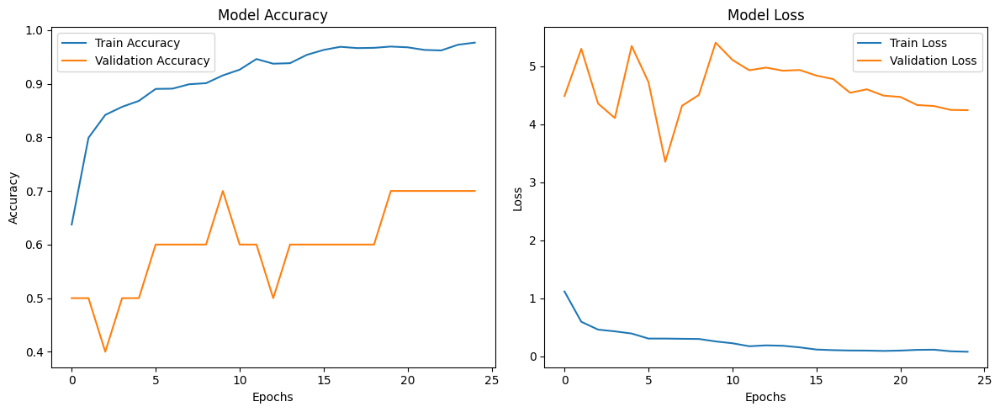 Model Accuracy
Train Accuracy
Validation Accuracy
Accuracy
1.0
0.9
0.8
0.7
0.6
0.5
0.4
0 5 10 15 20 25
Epochs
Model Loss
Train Loss
Validation Loss
Loss
5
4
3
2
1
0
0 5 10 15 20 25
Epochs